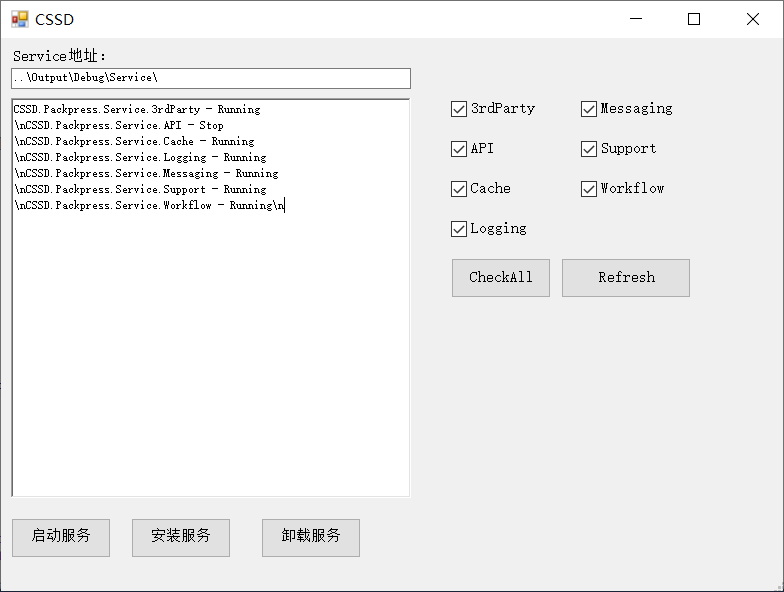 CSSD
Service地址：
..\Output\Debug\Service\
CSSD.Packpress.Service.3rdParty - Running
\nCSSD.Packpress.Service.API - Stop
\nCSSD.Packpress.Service.Cache - Running
\nCSSD.Packpress.Service.Logging - Running
\nCSSD.Packpress.Service.Messaging - Running
\nCSSD.Packpress.Service.Support - Running
\nCSSD.Packpress.Service.Workflow - Running\n
3rdParty
Messaging
API
Support
Cache
Workflow
Logging
CheckAll
Refresh
启动服务
安装服务
卸载服务